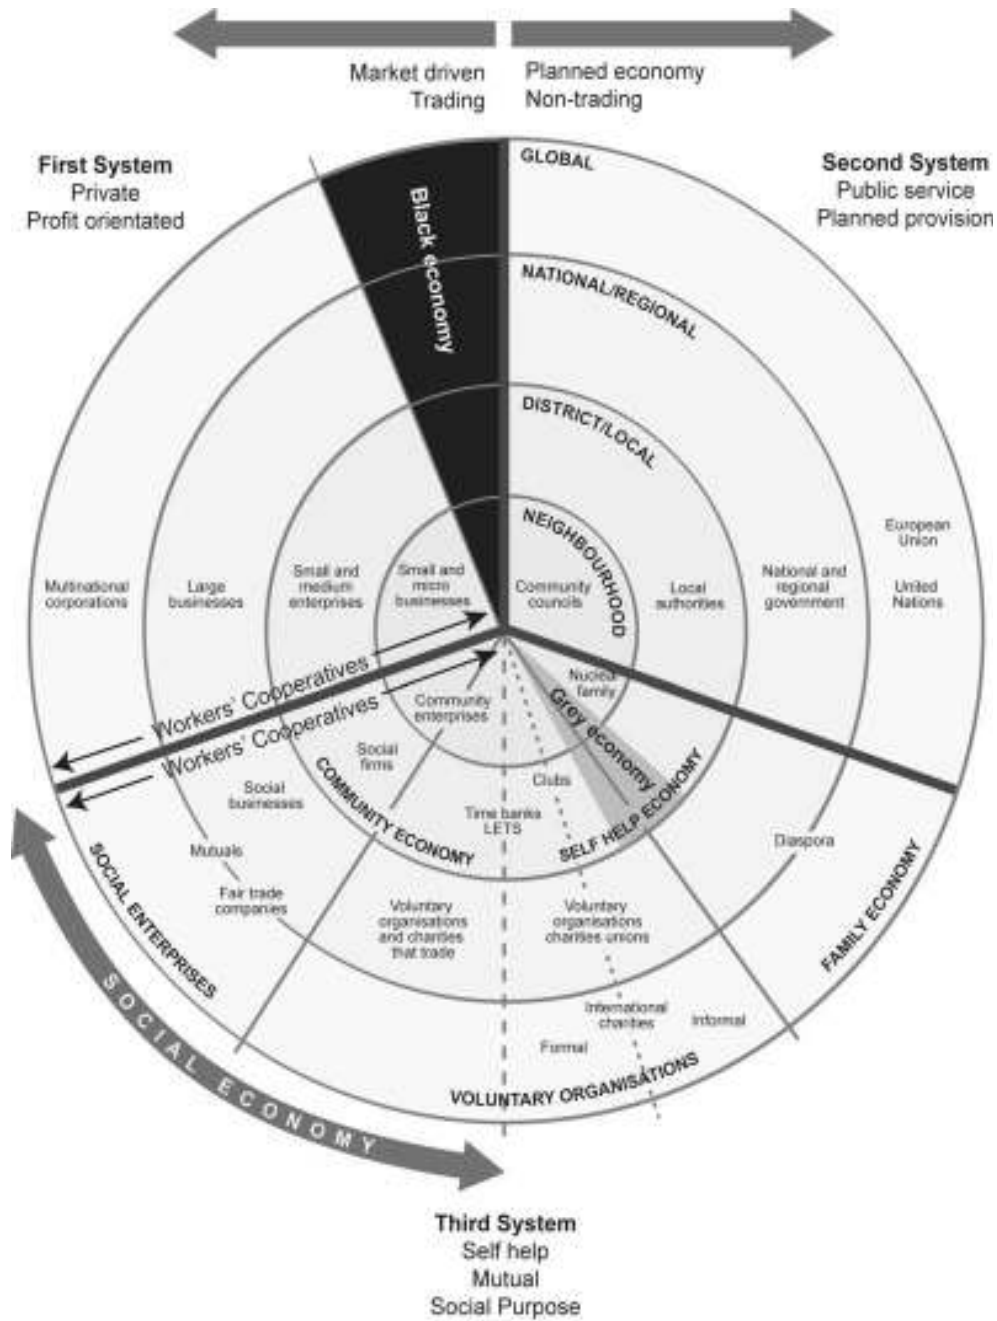 Market driven
Trading
Planned economy
Non-trading
First System
Private
Profit orientated
Second System
Public service
Planned provision
Black economy
GLOBAL
NATIONAL/REGIONAL
DISTRICT/LOCAL
NEIGHBOURHOOD
Multinational
corporations
Large
businesses
Small and
medium
enterprises
Small and
micro
businesses
Community
councils
Local
authorities
National and
regional
government
European
Union
United
Nations
Workers' Cooperatives
Workers' Cooperatives
Community
enterprises
Nuclear
family
Grey economy
Social
firms
Social
businesses
Mutuals
Fair trade
companies
COMMUNITY ECONOMY
Time banks
LETS
Clubs
SELF HELP ECONOMY
Diaspora
SOCIAL ENTERPRISES
FAMILY ECONOMY
Voluntary
organisations
and charities
that trade
Voluntary
organisations
charities unions
International
charities
Informal
Formal
VOLUNTARY ORGANISATIONS
SOCIAL ECONOMY
Third System
Self help
Mutual
Social Purpose